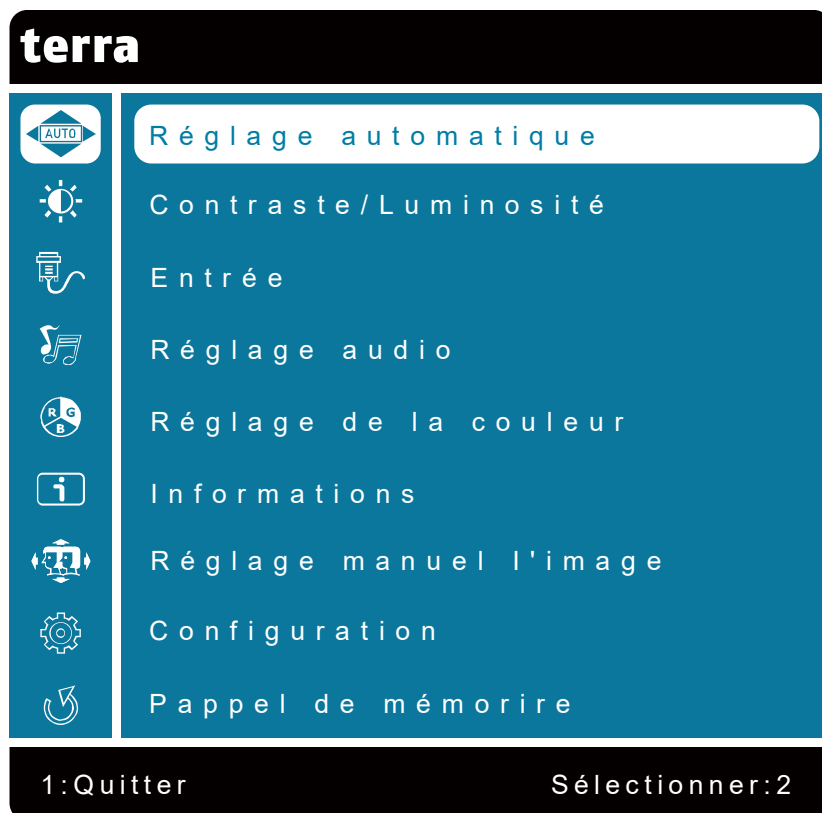 terra
AUTO
Réglage automatique
Contraste/Luminosité
Entrée
Réglage audio
R G
B
Réglage de la couleur
Informations
Réglage manuel l'image
Configuration
Pappel de mémorire
1:Quitter
Sélectionner:2